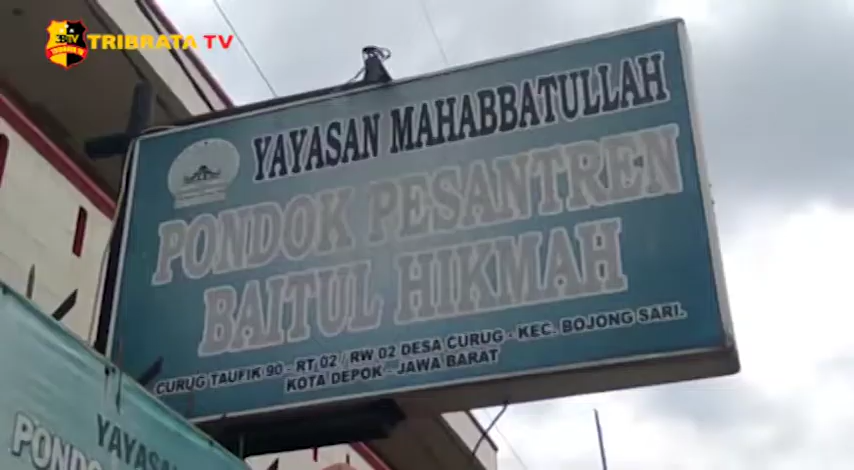 TRIBRATA TV
YAYASAN MAHABBATULLAH
PONDOK PESANTREN
BAITUL HIKMAH
CURUG TAUFIK 90 - RT 02 / RW 02 DESA CURUG - KEC. BOJONG SARI.
KOTA DEPOK - JAWA BARAT
YAYASAN
PONDO